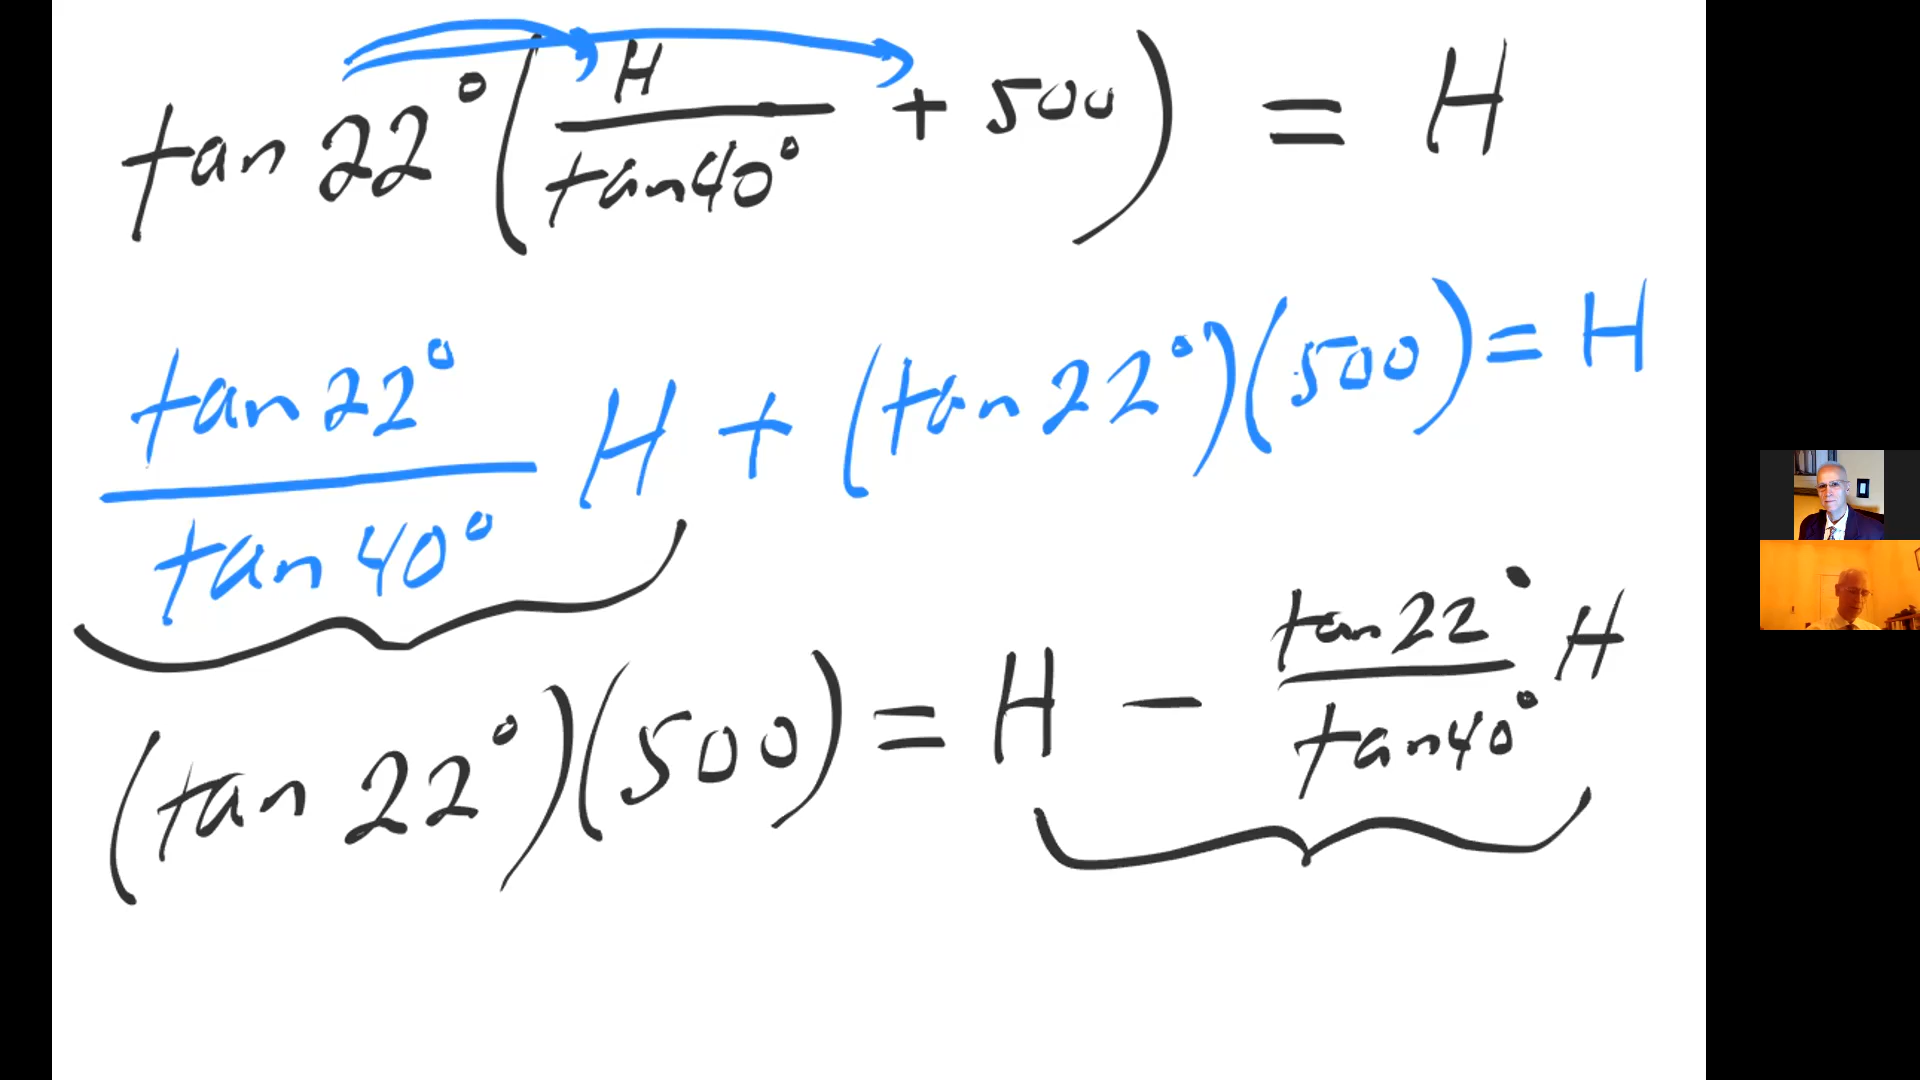 tan 22° ( H / tan 40° + 500 ) = H
tan 22° / tan 40° H + (tan 22°)(500) = H
(tan 22°)(500) = H − tan 22° / tan 40° H